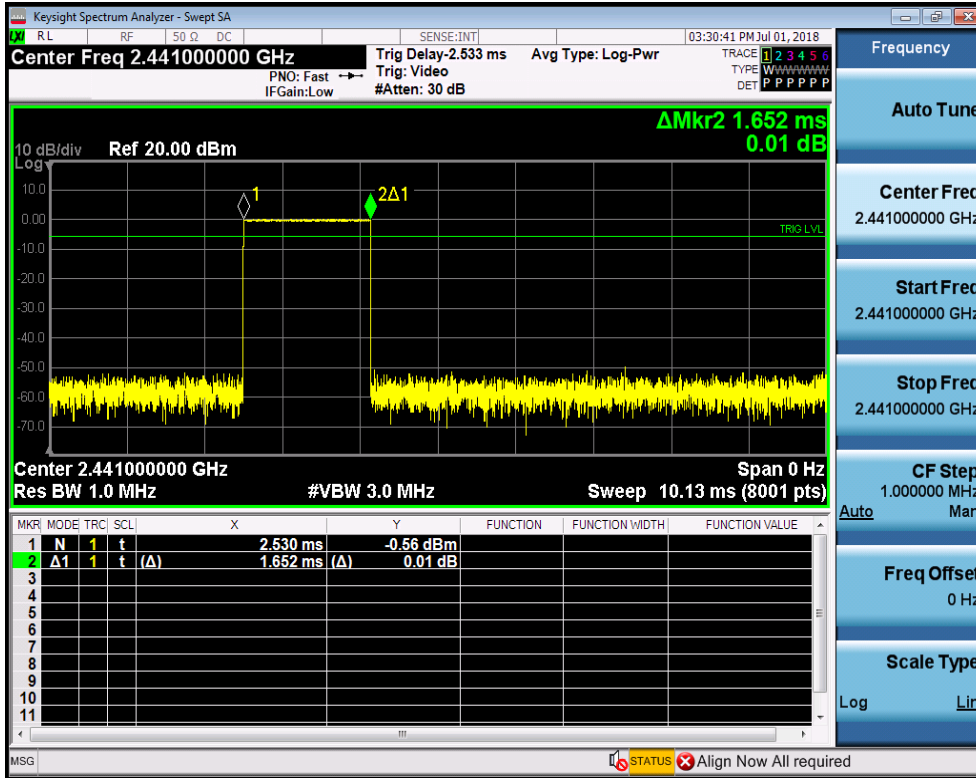 Keysight Spectrum Analyzer - Swept SA
LXI RL RF 50 Ω DC SENSE:INT 03:30:41 PM Jul 01, 2018
Center Freq 2.441000000 GHz
PNO: Fast
IFGain:Low
Trig Delay-2.533 ms
Trig: Video
#Atten: 30 dB
Avg Type: Log-Pwr
TRACE 1 2 3 4 5 6
TYPE WWWWWW
DET P P P P P P
ΔMkr2 1.652 ms
0.01 dB
10 dB/div Ref 20.00 dBm
Log
10.0
0.00
-10.0
-20.0
-30.0
-40.0
-50.0
-60.0
-70.0
1
2Δ1
TRIG LVL
Center 2.441000000 GHz Span 0 Hz
Res BW 1.0 MHz #VBW 3.0 MHz Sweep 10.13 ms (8001 pts)
MKR MODE TRC SCL X Y FUNCTION FUNCTION WIDTH FUNCTION VALUE
1 N 1 t 2.530 ms -0.56 dBm
2 Δ1 1 t (Δ) 1.652 ms (Δ) 0.01 dB
3
4
5
6
7
8
9
10
11
MSG STATUS Align Now All required
Frequency
Auto Tune
Center Freq
2.441000000 GHz
Start Freq
2.441000000 GHz
Stop Freq
2.441000000 GHz
CF Step
1.000000 MHz
Auto Man
Freq Offset
0 Hz
Scale Type
Log Lin